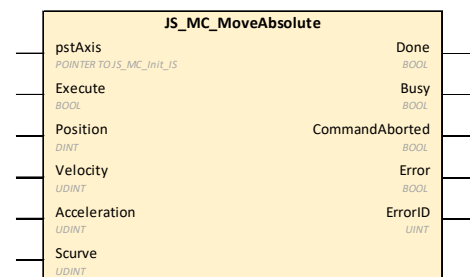 JS_MC_MoveAbsolute
pstAxis Done
POINTER TO JS_MC_Init_IS BOOL
Execute Busy
BOOL BOOL
Position CommandAborted
DINT BOOL
Velocity Error
UDINT BOOL
Acceleration ErrorID
UDINT UINT
Scurve
UDINT